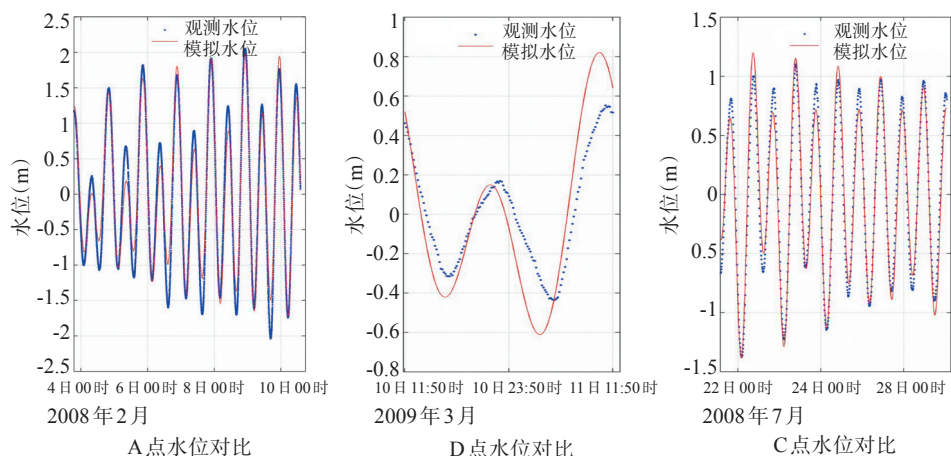 观测水位
模拟水位
2.5
2
1.5
1
0.5
0
-0.5
-1
-1.5
-2
-2.5
水位(m)
4日00时 6日00时 8日00时 10日00时
2008年2月
A点水位对比
观测水位
模拟水位
1
0.8
0.6
0.4
0.2
0
-0.2
-0.4
-0.6
-0.8
水位(m)
10日11:50时 10日23:50时 11日11:50时
2009年3月
D点水位对比
观测水位
模拟水位
1.5
1
0.5
0
0.5
-1
-1.5
水位(m)
22日00时 24日00时 28日00时
2008年7月
C点水位对比